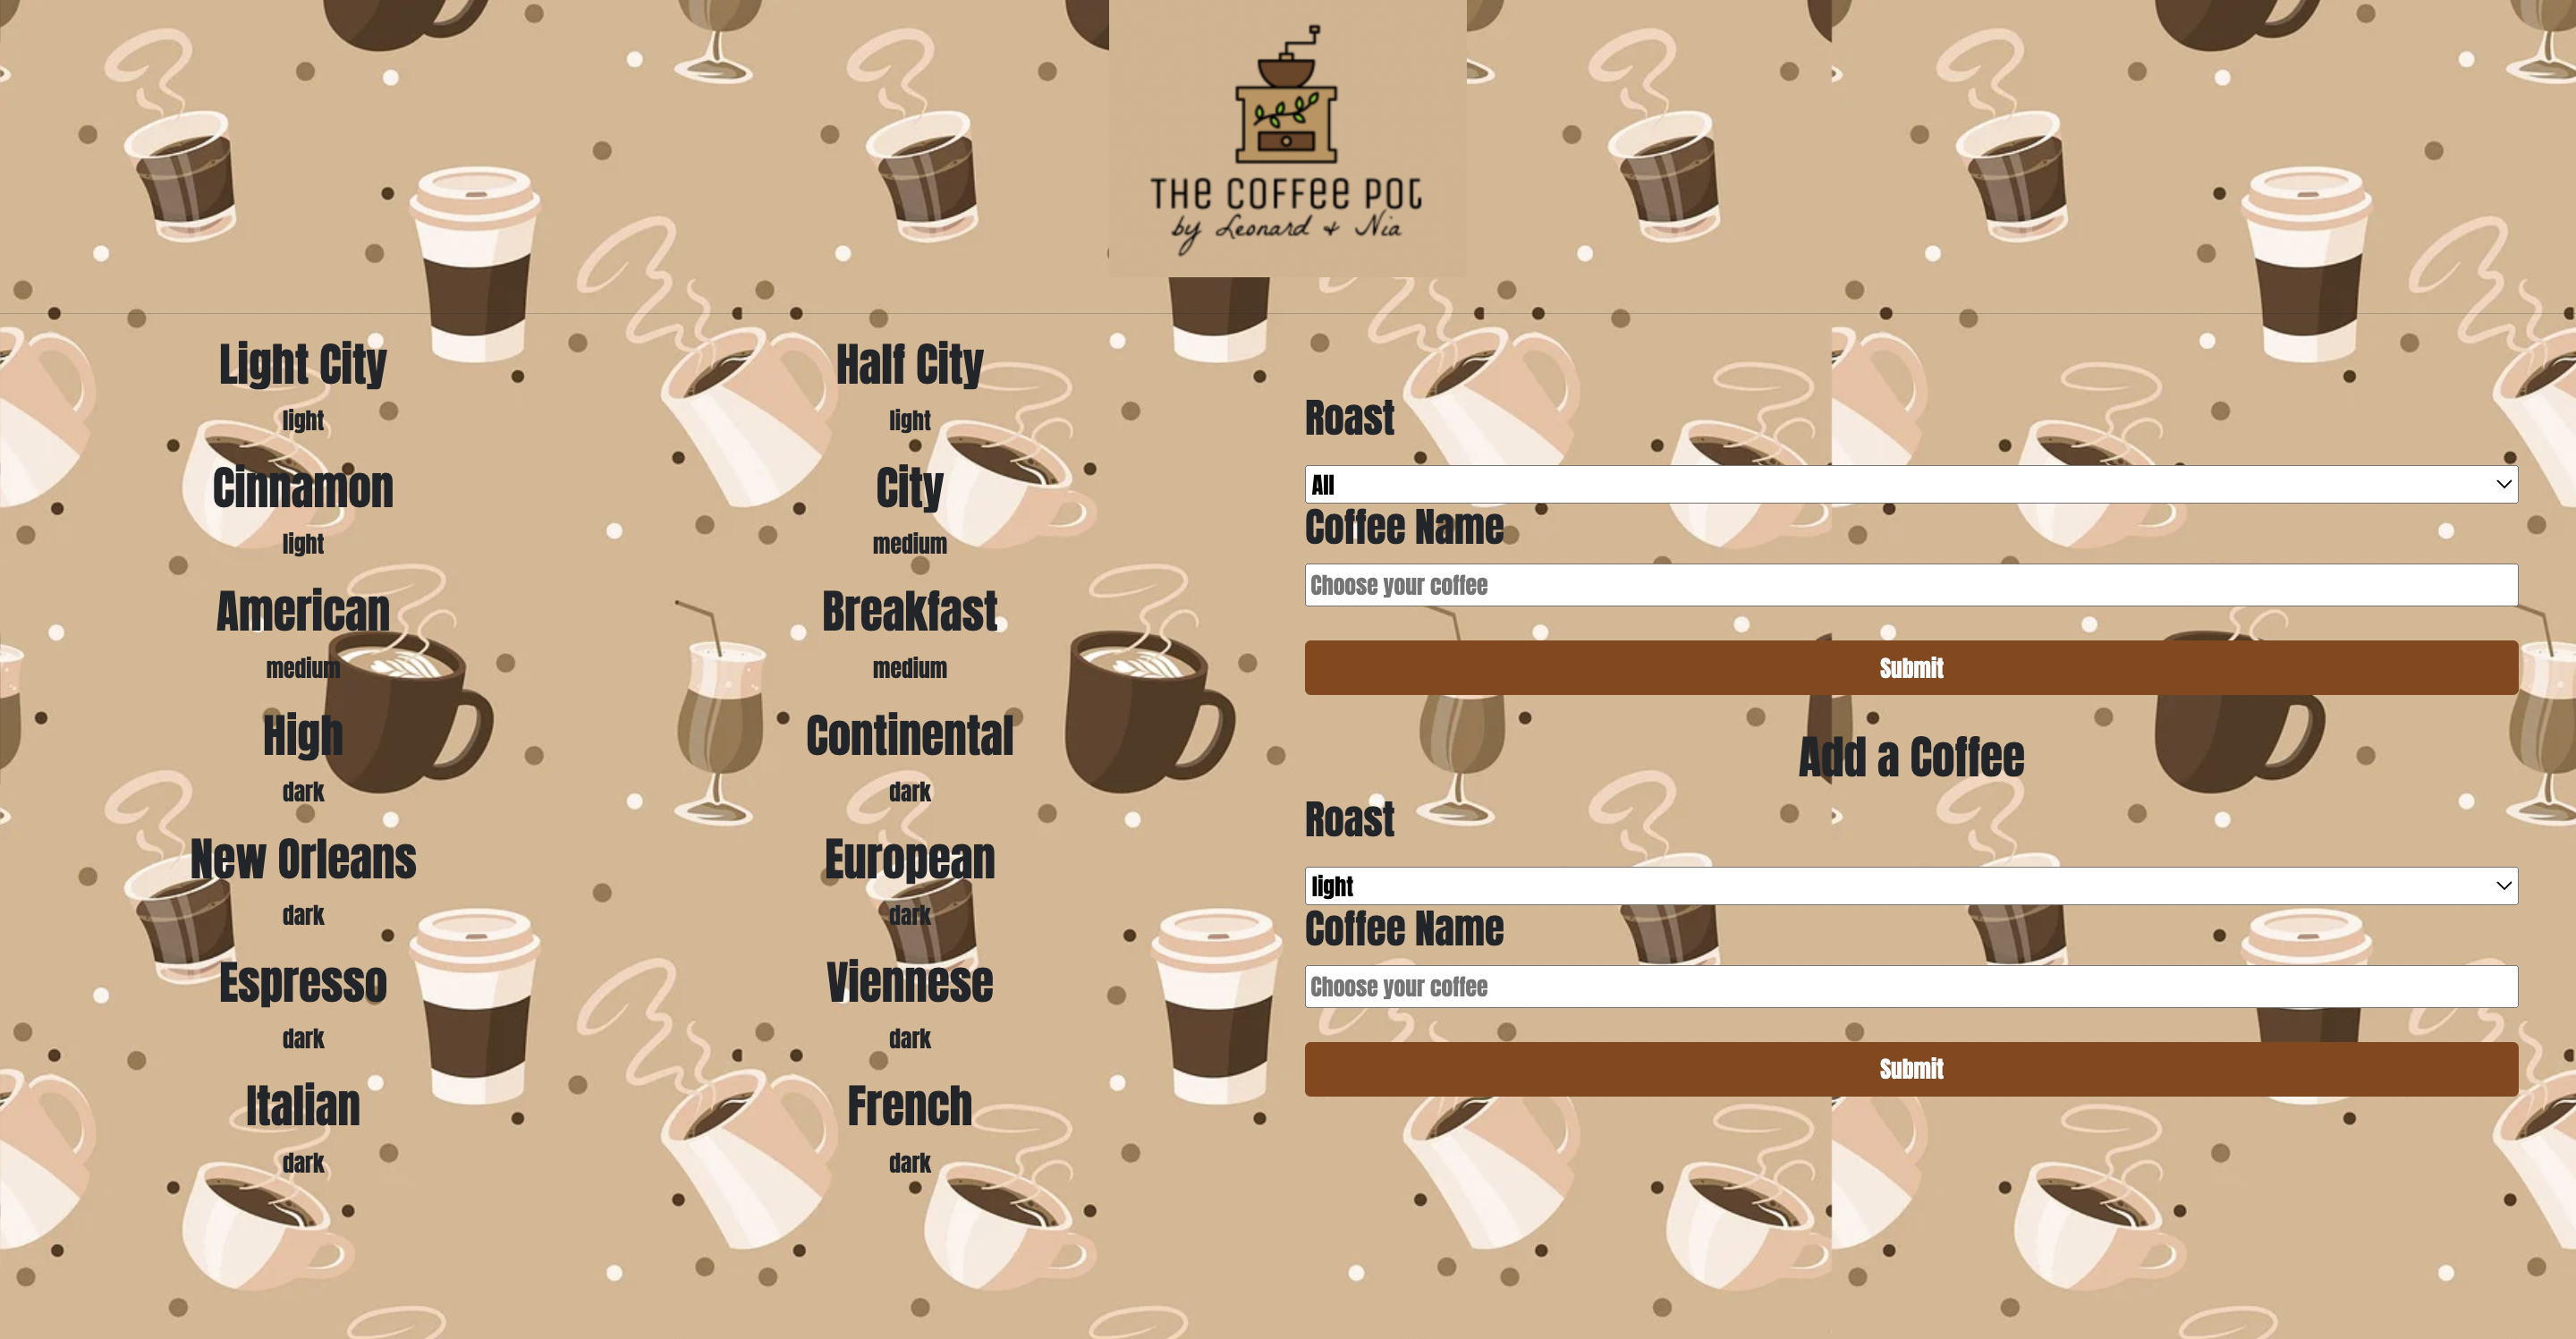 THE COFFEE POT
by Leonard & Nia
Light City
light
Half City
light
Cinnamon
light
City
medium
American
medium
Breakfast
medium
High
dark
Continental
dark
New Orleans
dark
European
dark
Espresso
dark
Viennese
dark
Italian
dark
French
dark
Roast
All
Coffee Name
Choose your coffee
Submit
Add a Coffee
Roast
light
Coffee Name
Choose your coffee
Submit